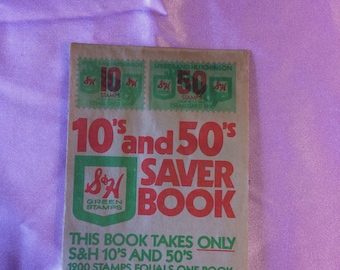 S&H
10
STAMPS
50
STAMPS
S&H
10's and 50's
SAVER
BOOK
S&H
GREEN
STAMPS
THIS BOOK TAKES ONLY
S&H 10'S AND 50'S
1200 STAMPS EQUALS ONE BOOK